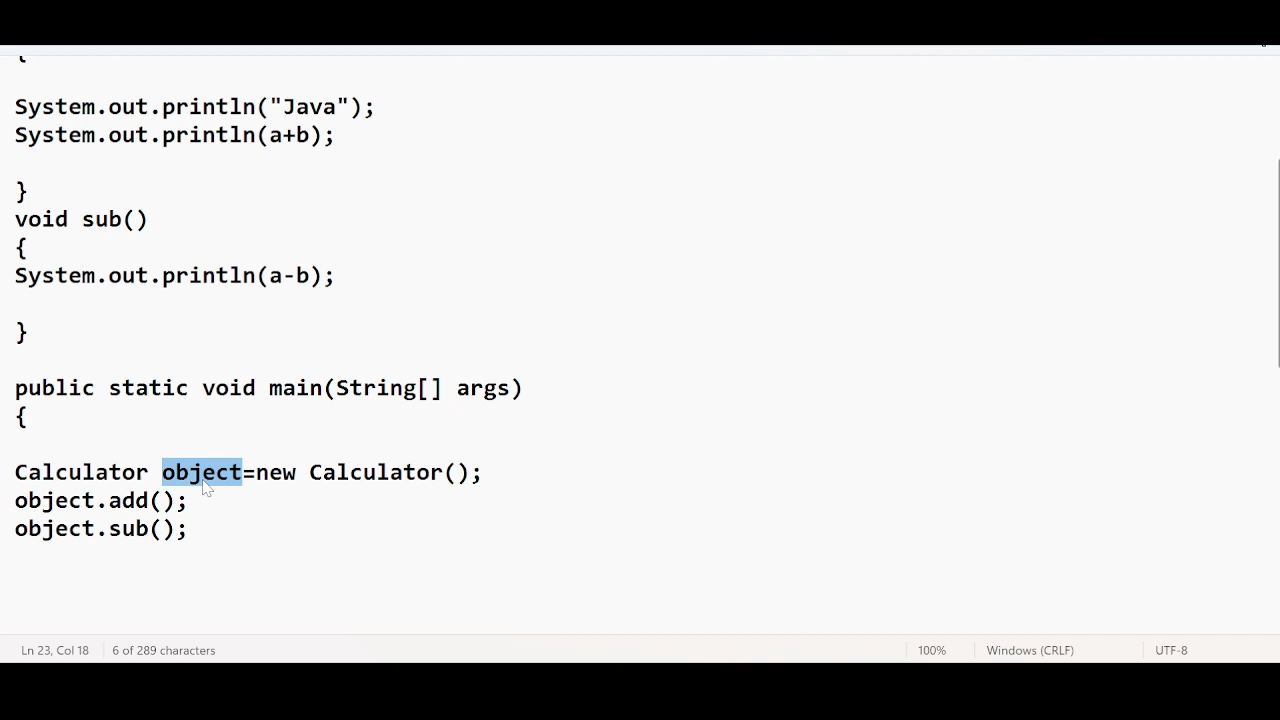 {
System.out.println("Java");
System.out.println(a+b);
}
void sub()
{
System.out.println(a-b);
}
public static void main(String[] args)
{
Calculator object=new Calculator();
object.add();
object.sub();
Ln 23, Col 18 6 of 289 characters 100% Windows (CRLF) UTF-8